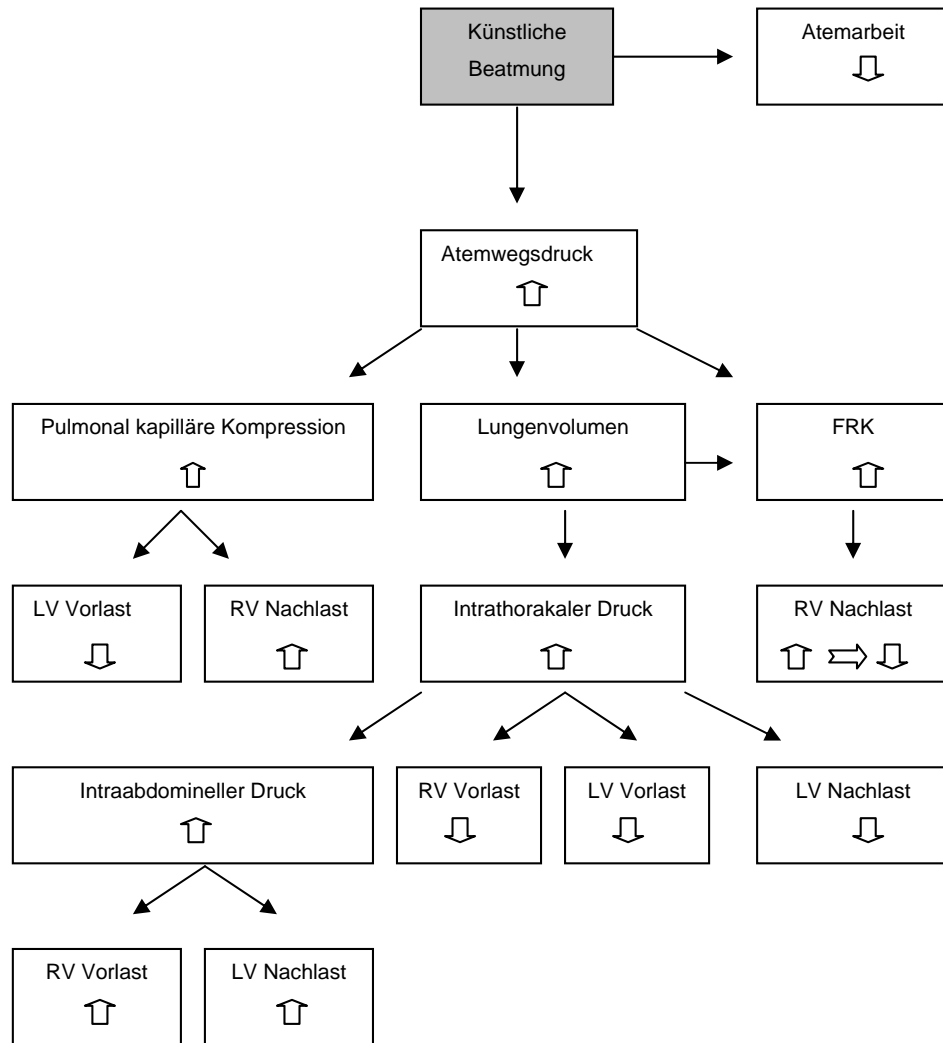 Künstliche
Beatmung
Atemarbeit
Atemwegsdruck
Pulmonal kapilläre Kompression
Lungenvolumen
FRK
LV Vorlast
RV Nachlast
Intrathorakaler Druck
RV Nachlast
Intraabdomineller Druck
RV Vorlast
LV Vorlast
LV Nachlast
RV Vorlast
LV Nachlast